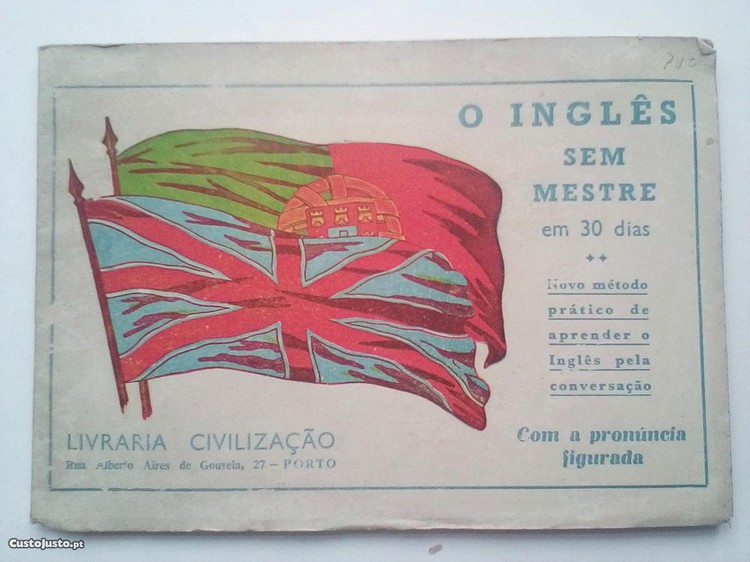 O INGLÊS
SEM
MESTRE
em 30 dias
Novo método
prático de
aprender o
Inglês pela
conversação
Com a pronúncia
figurada
LIVRARIA CIVILIZAÇÃO
Rua Alberto Aires de Gouveia, 27 — PORTO
CustoJusto.pt